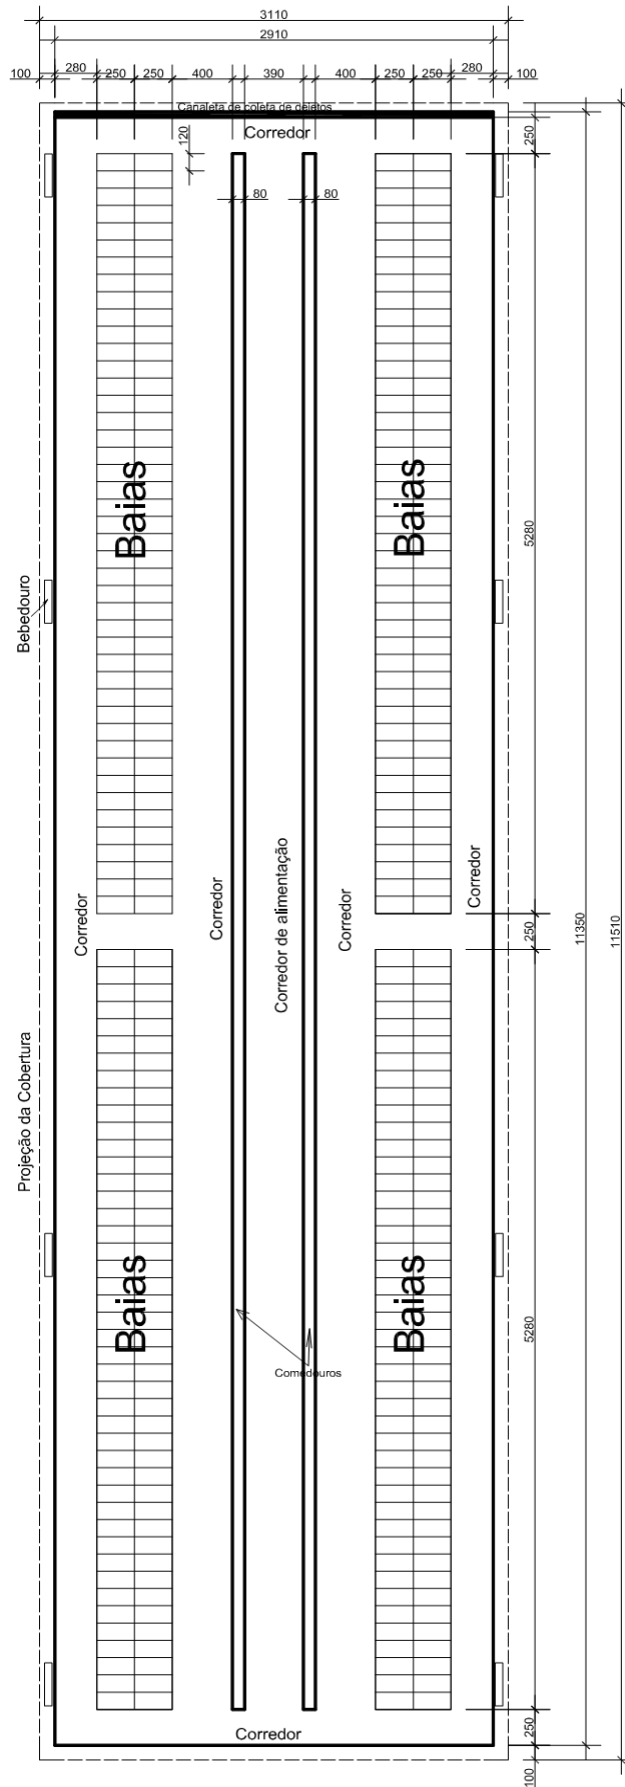 3110
2910
100 280 250 250 400 390 400 250 250 280 100
Canaleta de coleta de dejetos
Corredor
120
250
80 80
Baias
Baias
5280
Bebedouro
Corredor
Corredor
Corredor de alimentação
Corredor
Corredor
250
11350
11510
Projeção da Cobertura
Baias
Baias
5280
Comedouros
Corredor
250
100